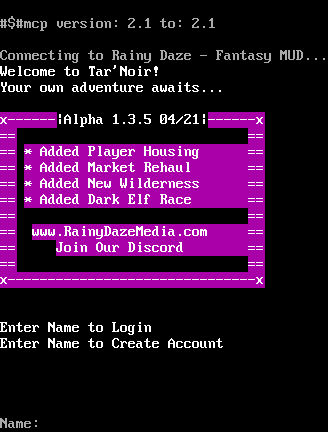 #$#mcp version: 2.1 to: 2.1
Connecting to Rainy Daze - Fantasy MUD...
Welcome to Tar'Noir!
Your own adventure awaits...
x------¦Alpha 1.3.5 04/21¦------x
== ==
== * Added Player Housing ==
== * Added Market Rehaul ==
== * Added New Wilderness ==
== * Added Dark Elf Race ==
== ==
== www.RainyDazeMedia.com ==
== Join Our Discord ==
== ==
x-------------------------------x
Enter Name to Login
Enter Name to Create Account
Name: